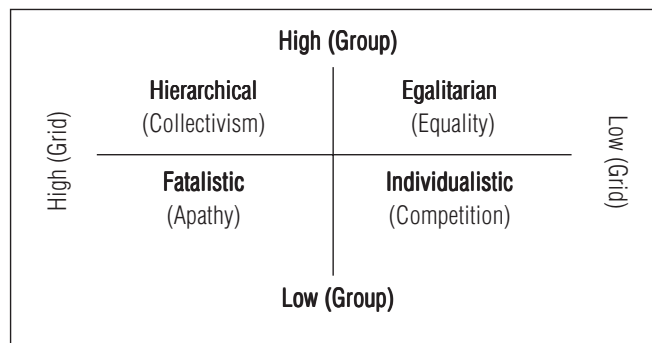 High (Group)
Hierarchical
(Collectivism)
Egalitarian
(Equality)
High (Grid)
Low (Grid)
Fatalistic
(Apathy)
Individualistic
(Competition)
Low (Group)